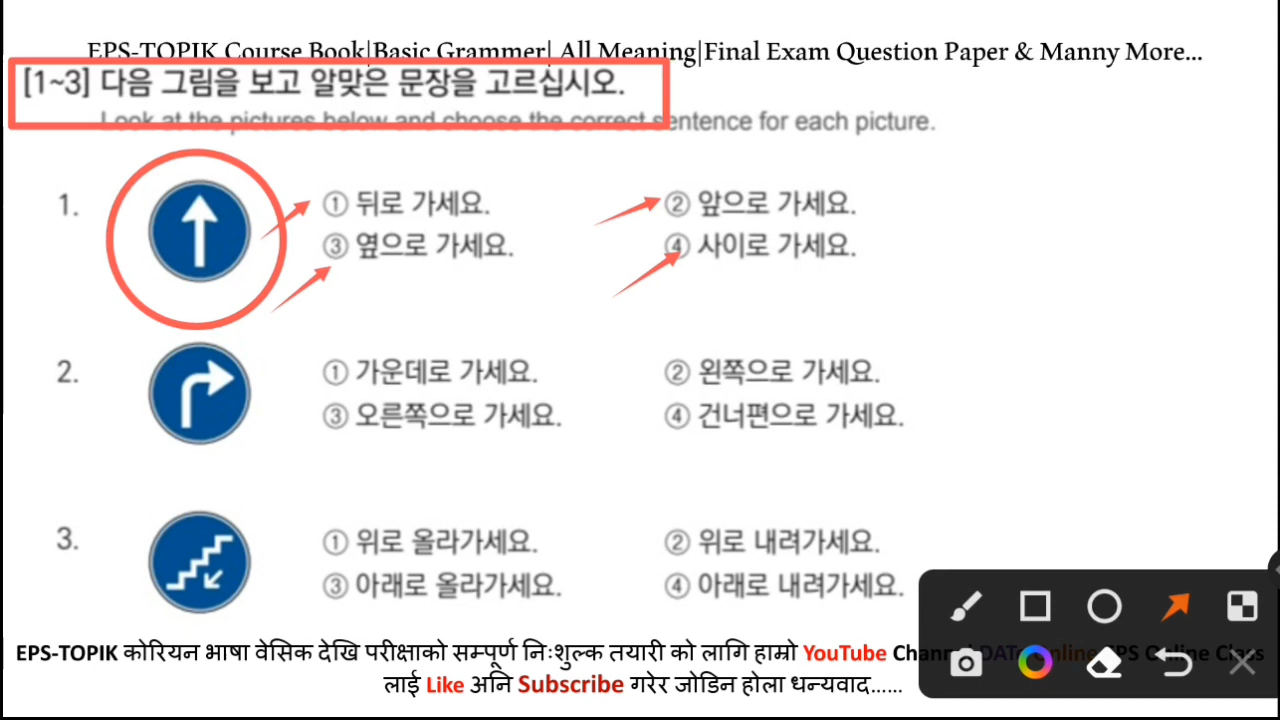 EPS-TOPIK Course Book|Basic Grammer| All Meaning|Final Exam Question Paper & Manny More...
[1~3] 다음 그림을 보고 알맞은 문장을 고르십시오.
Look at the pictures below and choose the correct sentence for each picture.
1.
① 뒤로 가세요. ② 앞으로 가세요.
③ 옆으로 가세요. ④ 사이로 가세요.
2.
① 가운데로 가세요. ② 왼쪽으로 가세요.
③ 오른쪽으로 가세요. ④ 건너편으로 가세요.
3.
① 위로 올라가세요. ② 위로 내려가세요.
③ 아래로 올라가세요. ④ 아래로 내려가세요.
EPS-TOPIK कोरियन भाषा वेसिक देखि परीक्षाको सम्पूर्ण निःशुल्क तयारी को लागि हाम्रो YouTube Channel DATo Online EPS Online Class
लाई Like अनि Subscribe गरेर जोडिन होला धन्यवाद......